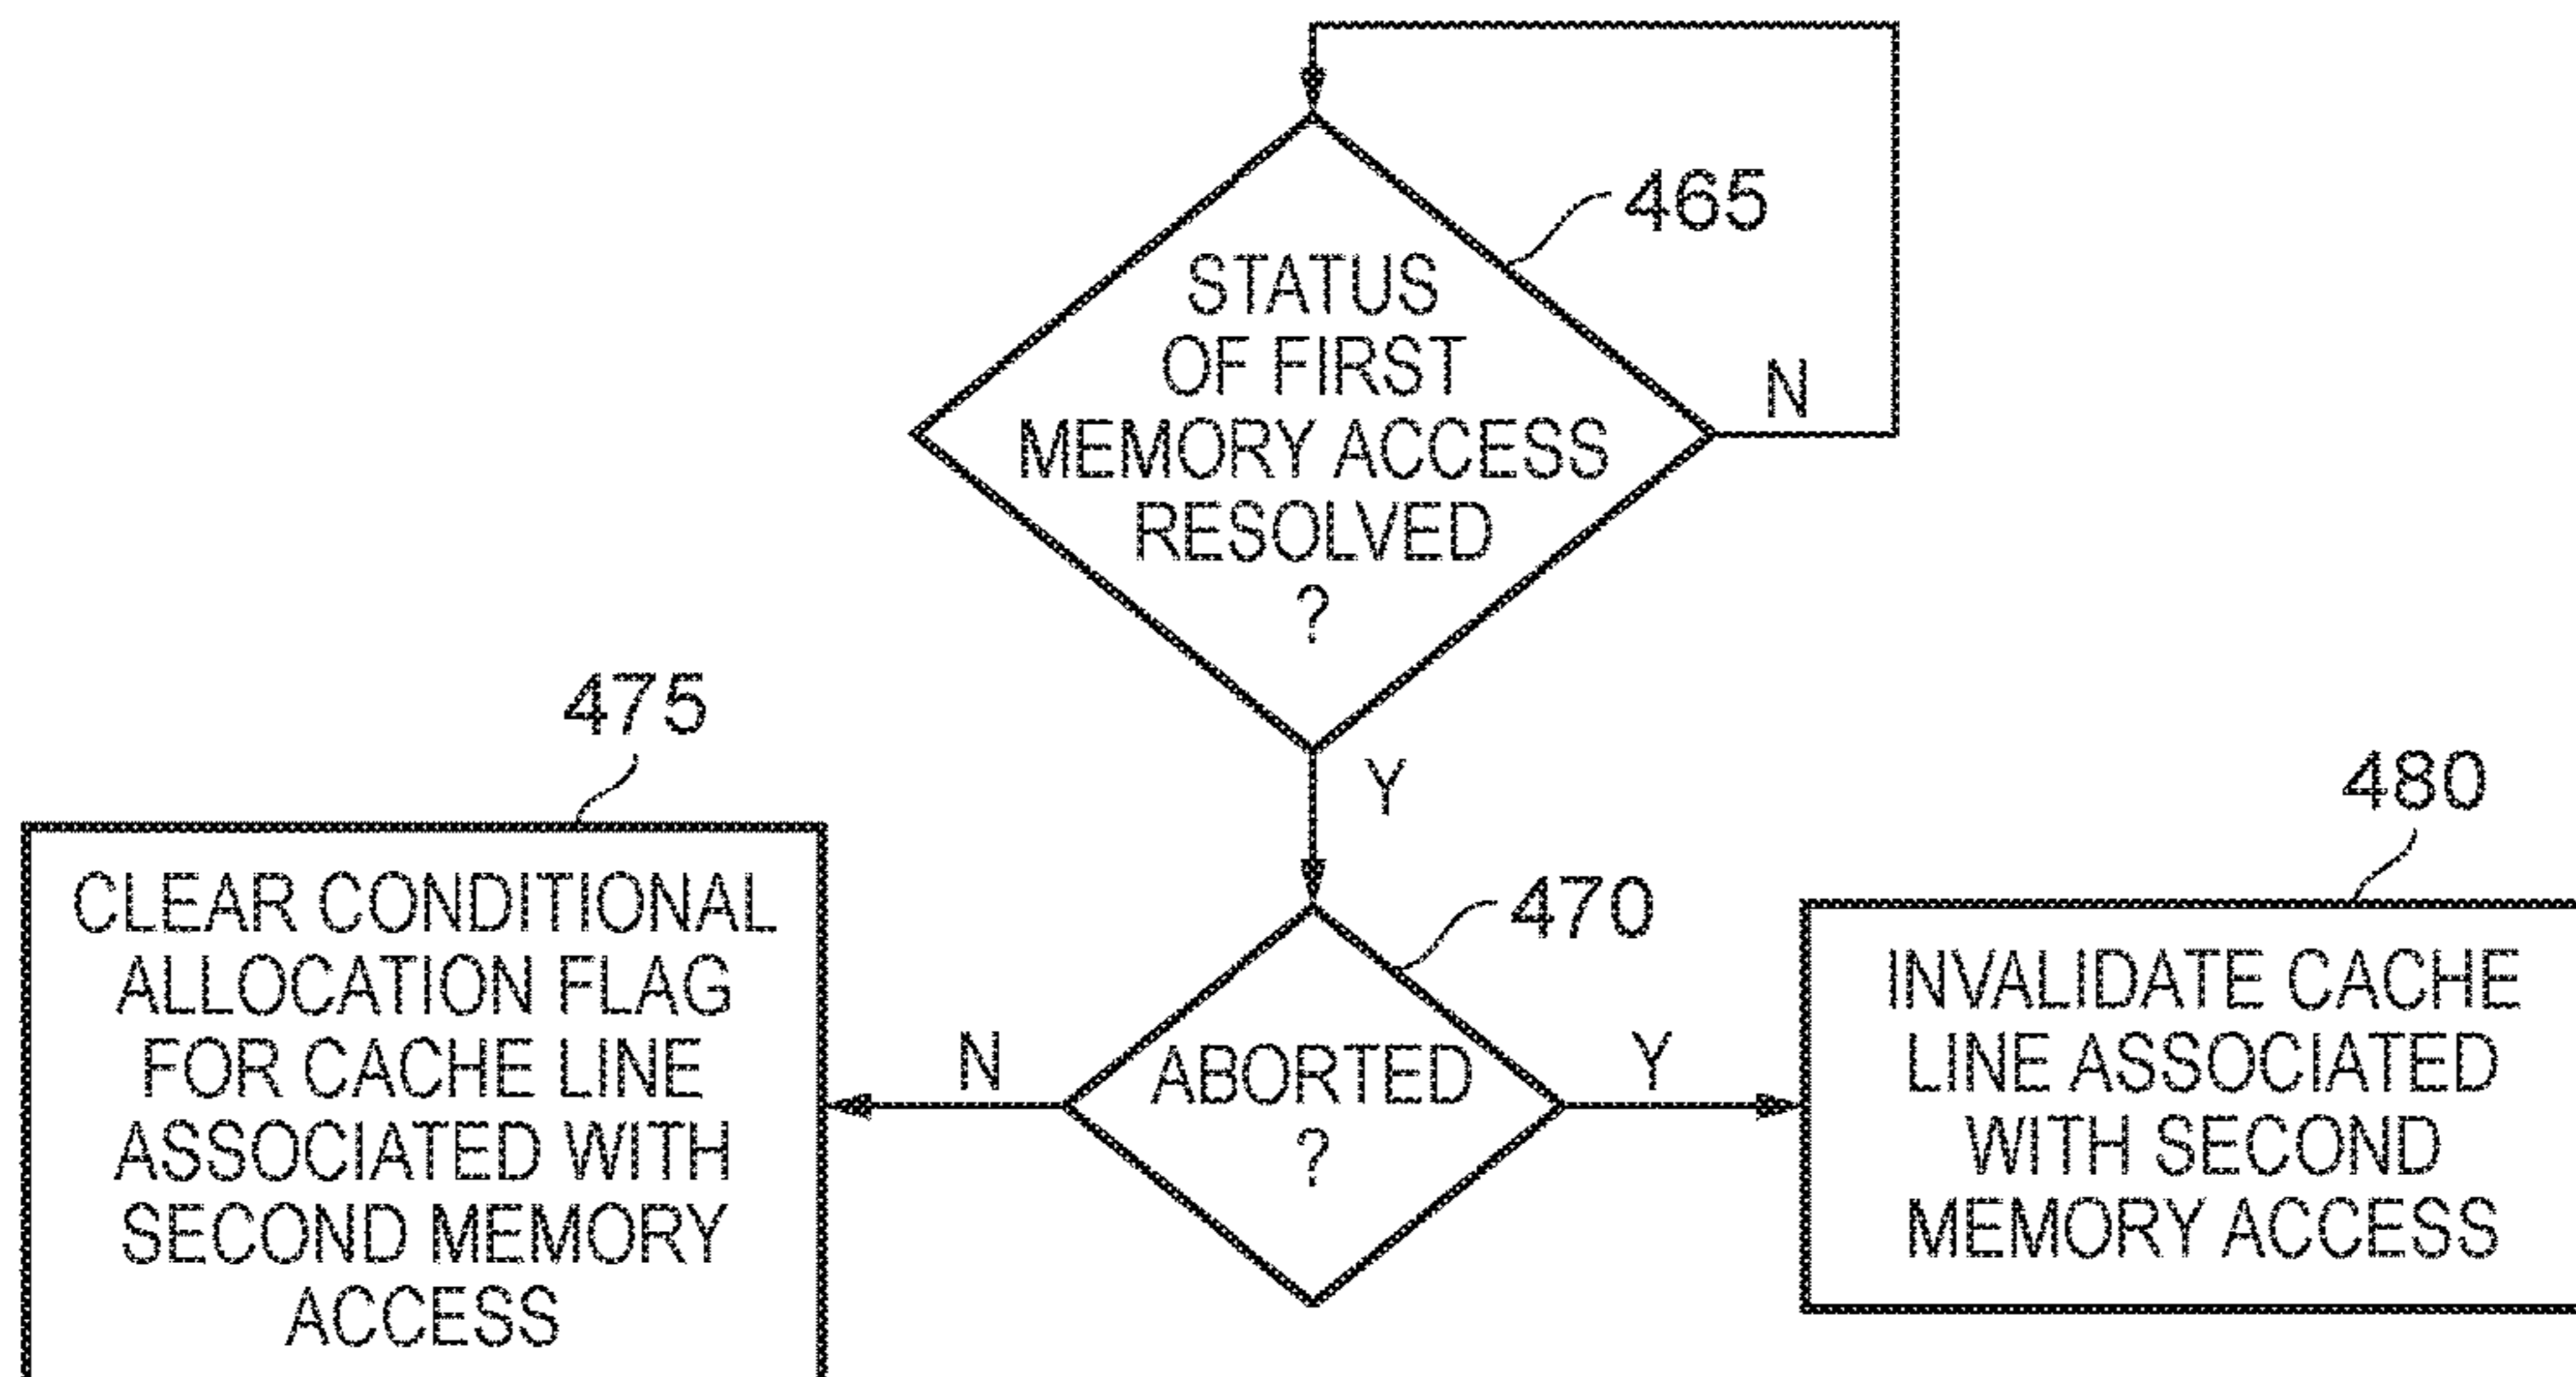 465
STATUS
OF FIRST
MEMORY ACCESS
RESOLVED
?
N
Y
475
CLEAR CONDITIONAL
ALLOCATION FLAG
FOR CACHE LINE
ASSOCIATED WITH
SECOND MEMORY
ACCESS
N
470
ABORTED
?
Y
480
INVALIDATE CACHE
LINE ASSOCIATED
WITH SECOND
MEMORY ACCESS